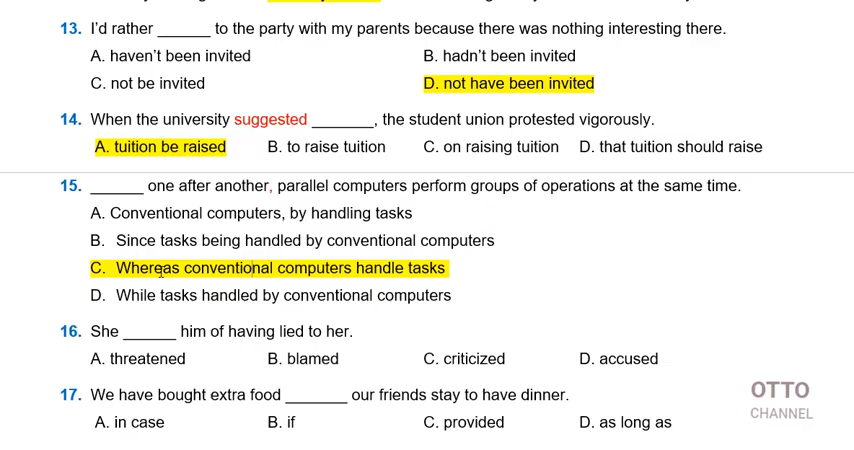 13. I'd rather ______ to the party with my parents because there was nothing interesting there.
A. haven't been invited B. hadn't been invited
C. not be invited D. not have been invited
14. When the university suggested _______, the student union protested vigorously.
A. tuition be raised B. to raise tuition C. on raising tuition D. that tuition should raise
15. ______ one after another, parallel computers perform groups of operations at the same time.
A. Conventional computers, by handling tasks
B. Since tasks being handled by conventional computers
C. Whereas conventional computers handle tasks
D. While tasks handled by conventional computers
16. She ______ him of having lied to her.
A. threatened B. blamed C. criticized D. accused
17. We have bought extra food _______ our friends stay to have dinner.
A. in case B. if C. provided D. as long as
OTTO
CHANNEL